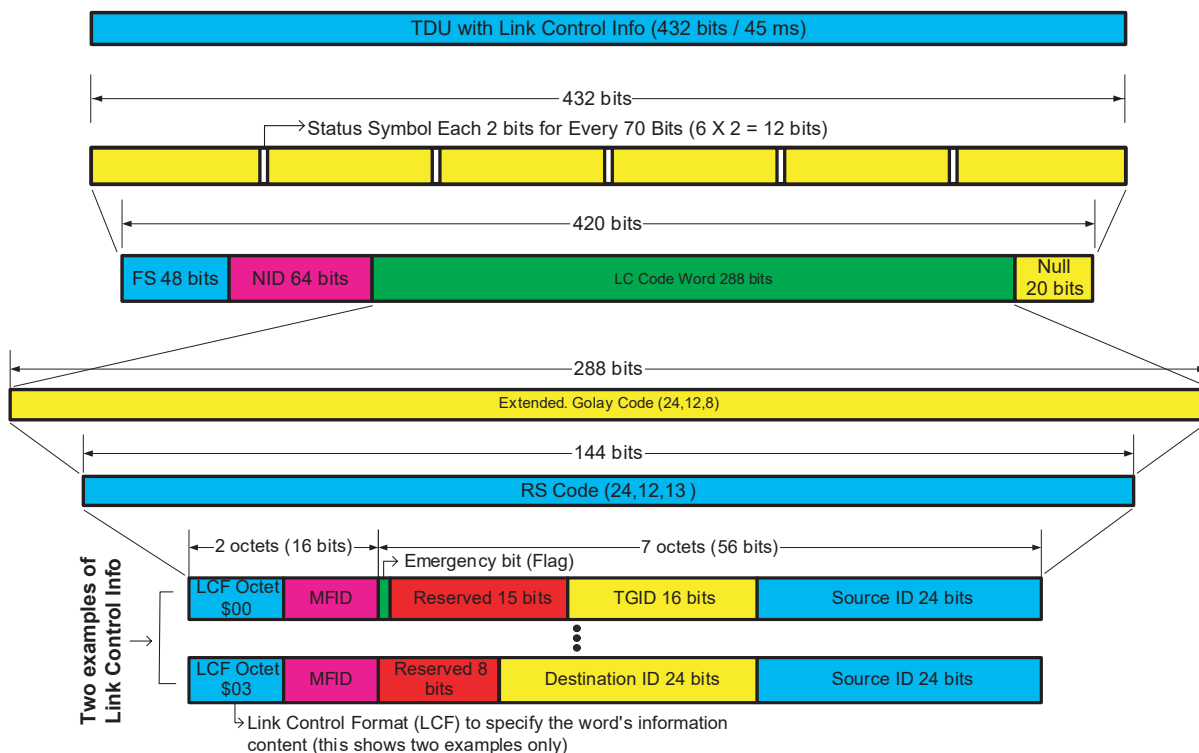 TDU with Link Control Info (432 bits / 45 ms)
432 bits
Status Symbol Each 2 bits for Every 70 Bits (6 X 2 = 12 bits)
420 bits
FS 48 bits
NID 64 bits
LC Code Word 288 bits
Null
20 bits
288 bits
Extended. Golay Code (24,12,8)
144 bits
RS Code (24,12,13 )
2 octets (16 bits)
7 octets (56 bits)
Emergency bit (Flag)
Two examples of
Link Control Info
LCF Octet
$00
MFID
Reserved 15 bits
TGID 16 bits
Source ID 24 bits
LCF Octet
$03
MFID
Reserved 8
bits
Destination ID 24 bits
Source ID 24 bits
Link Control Format (LCF) to specify the word's information
content (this shows two examples only)